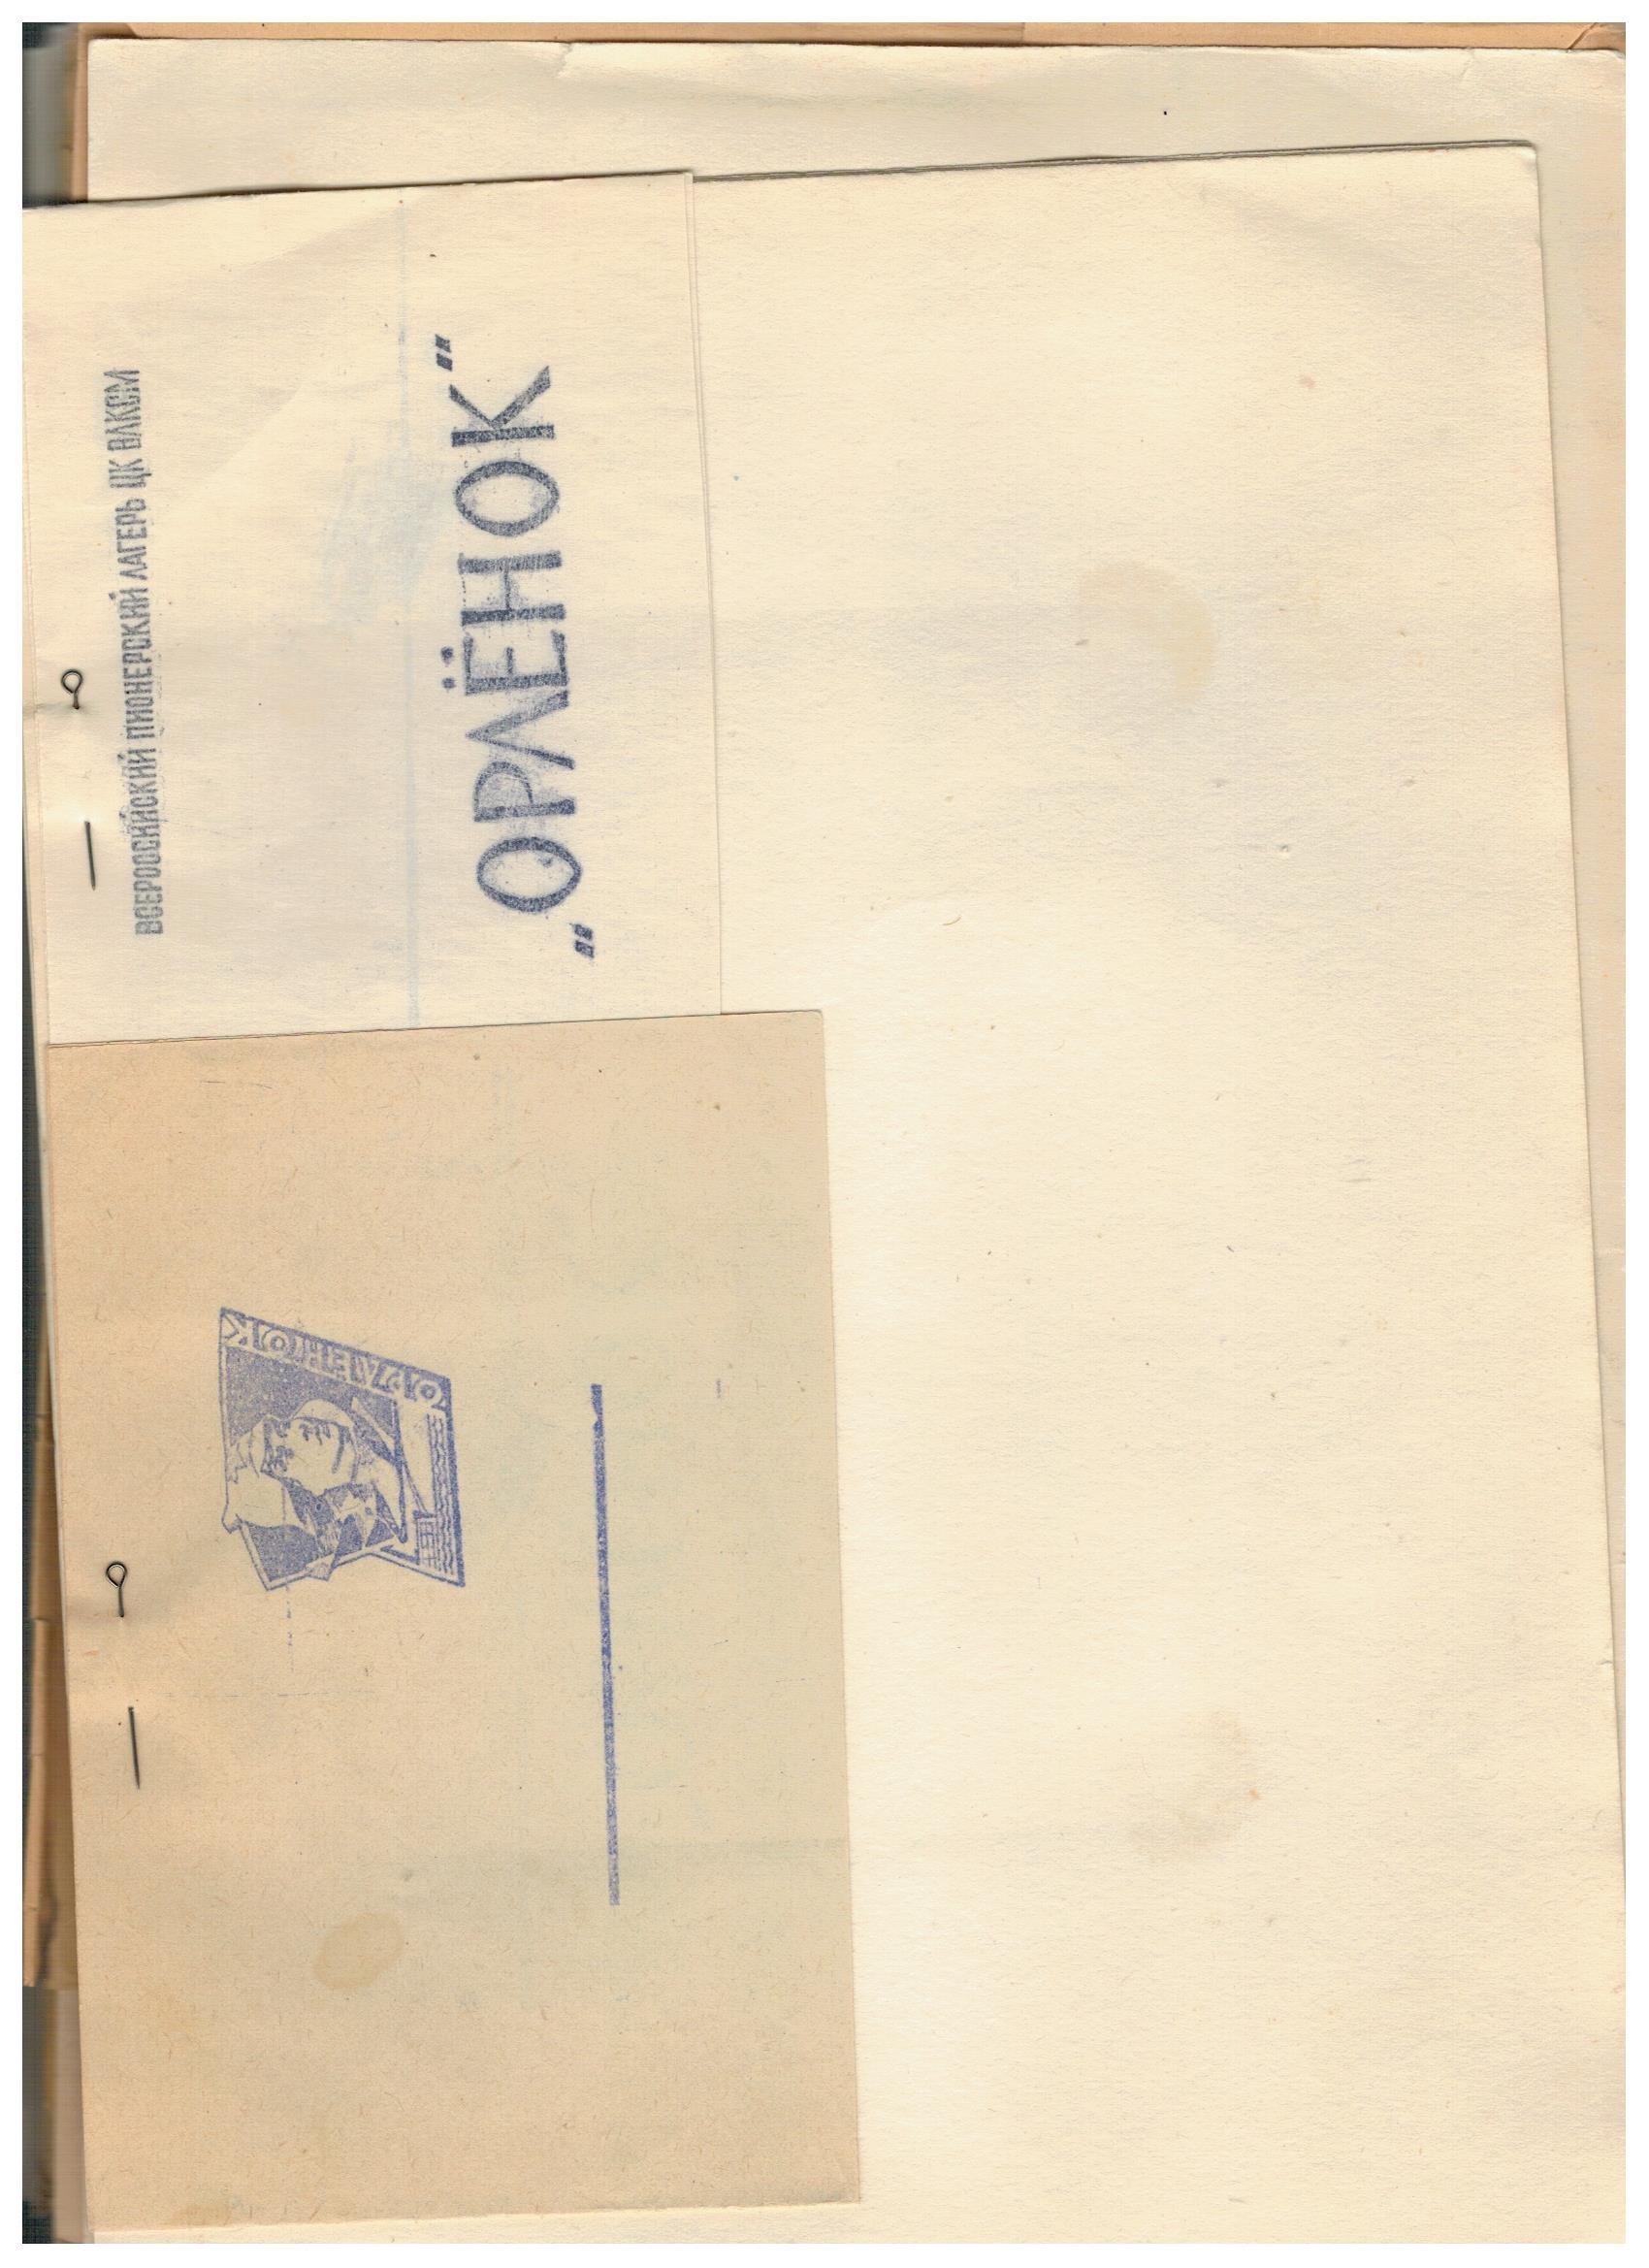 ВСЕРОССИЙСКИЙ ПИОНЕРСКИЙ ЛАГЕРЬ ЦК ВЛКСМ
„ОРЛЁНОК“
ОРЛЁНОК